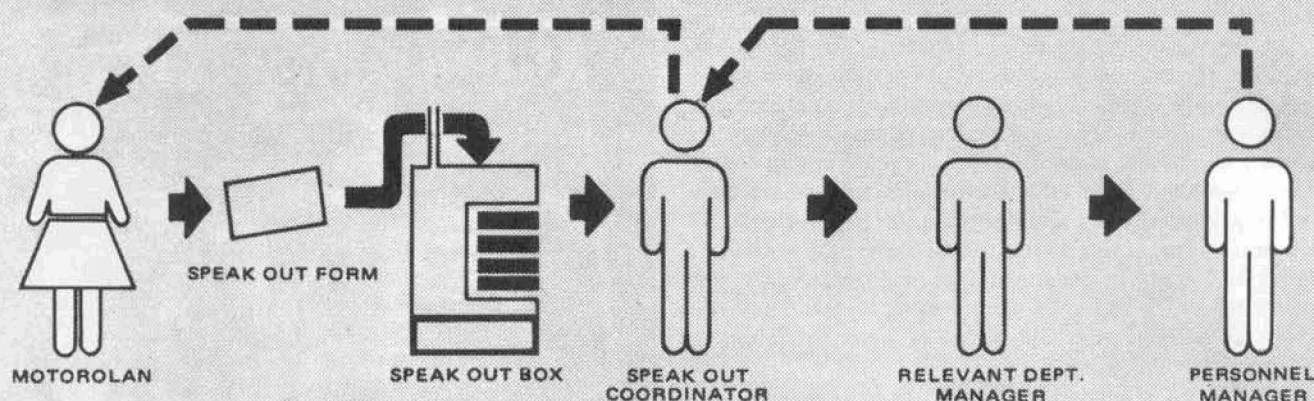 SPEAK OUT FORM
MOTOROLAN
SPEAK OUT BOX
SPEAK OUT
COORDINATOR
RELEVANT DEPT.
MANAGER
PERSONNEL
MANAGER